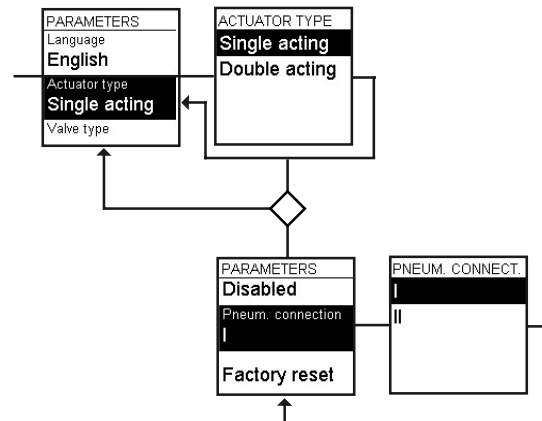 PARAMETERS
Language
English
Actuator type
Single acting
Valve type
ACTUATOR TYPE
Single acting
Double acting
PARAMETERS
Disabled
Pneum. connection
I
Factory reset
PNEUM. CONNECT.
I
II